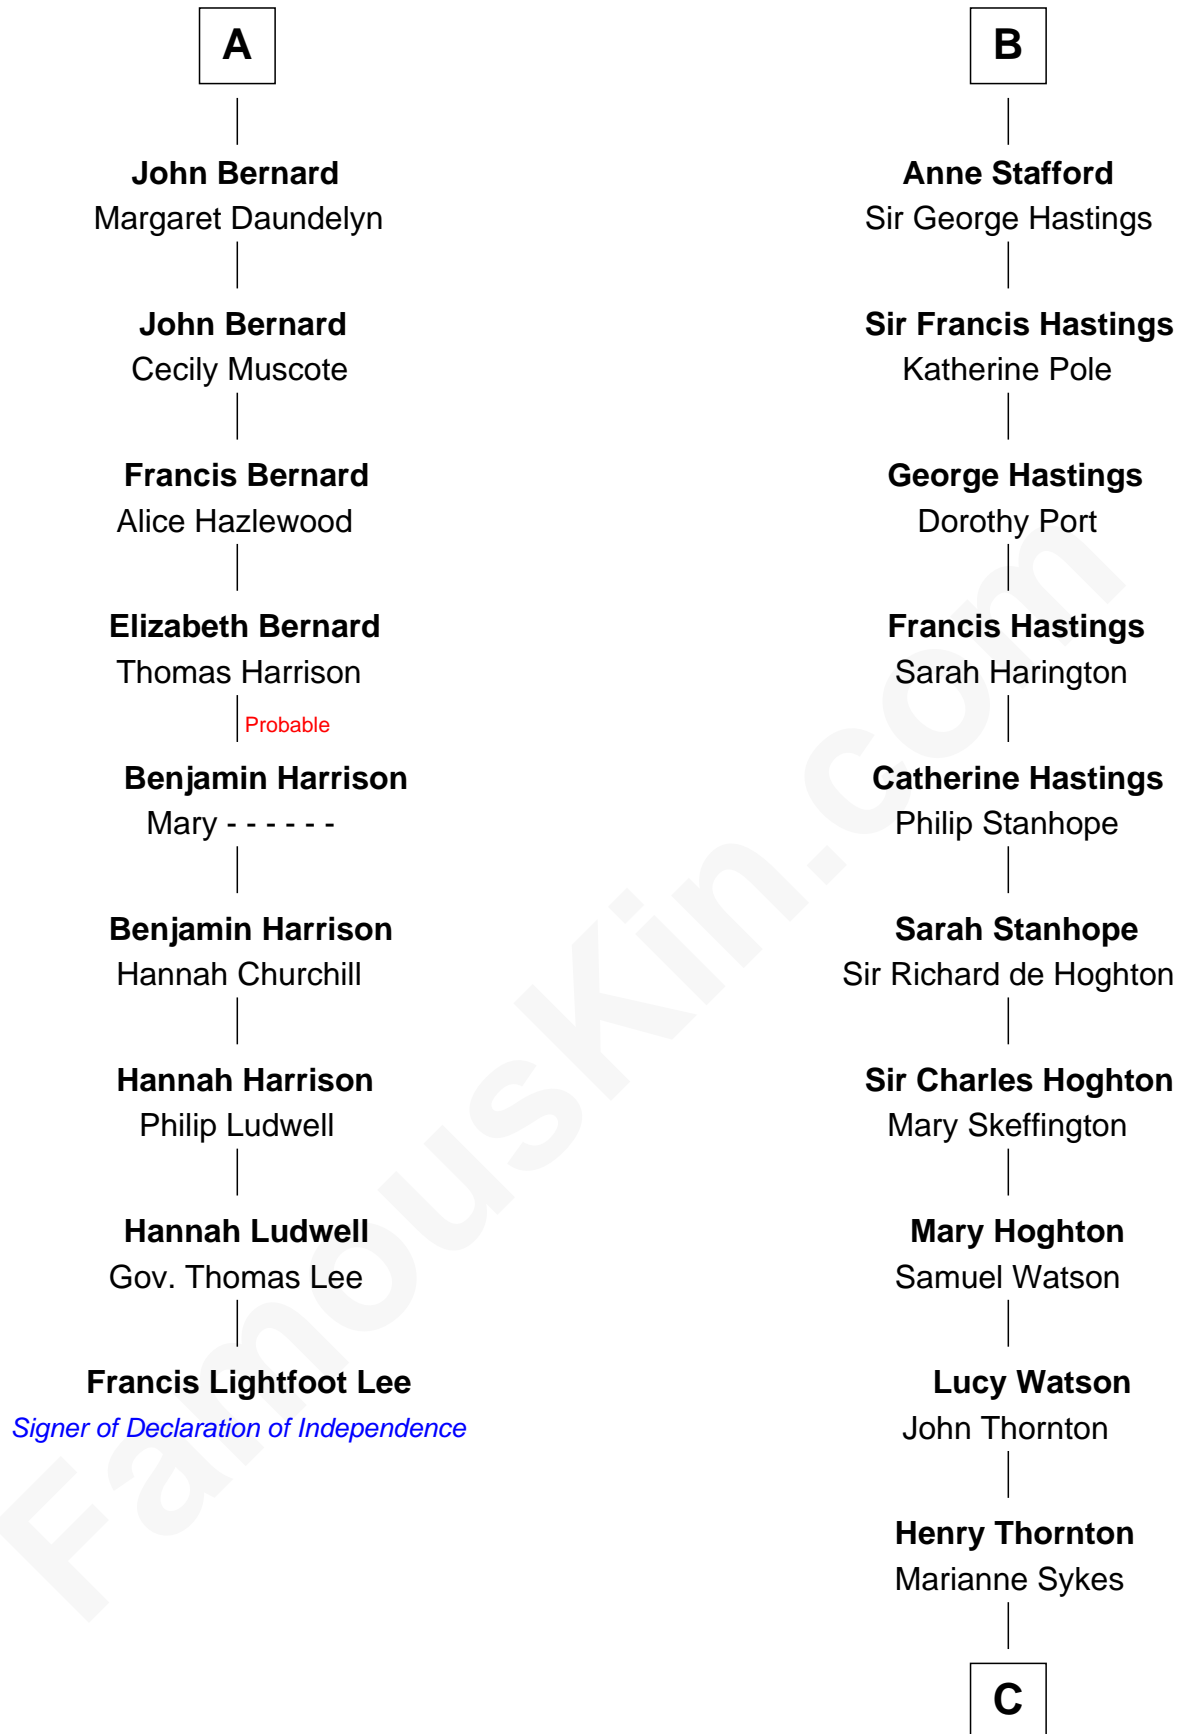 A
John Bernard
Margaret Daundelyn
John Bernard
Cecily Muscote
Francis Bernard
Alice Hazlewood
Elizabeth Bernard
Thomas Harrison
Probable
Benjamin Harrison
Mary - - - - - -
Benjamin Harrison
Hannah Churchill
Hannah Harrison
Philip Ludwell
Hannah Ludwell
Gov. Thomas Lee
Francis Lightfoot Lee
Signer of Declaration of Independence
B
Anne Stafford
Sir George Hastings
Sir Francis Hastings
Katherine Pole
George Hastings
Dorothy Port
Francis Hastings
Sarah Harington
Catherine Hastings
Philip Stanhope
Sarah Stanhope
Sir Richard de Hoghton
Sir Charles Hoghton
Mary Skeffington
Mary Hoghton
Samuel Watson
Lucy Watson
John Thornton
Henry Thornton
Marianne Sykes
C
FamousKin.com